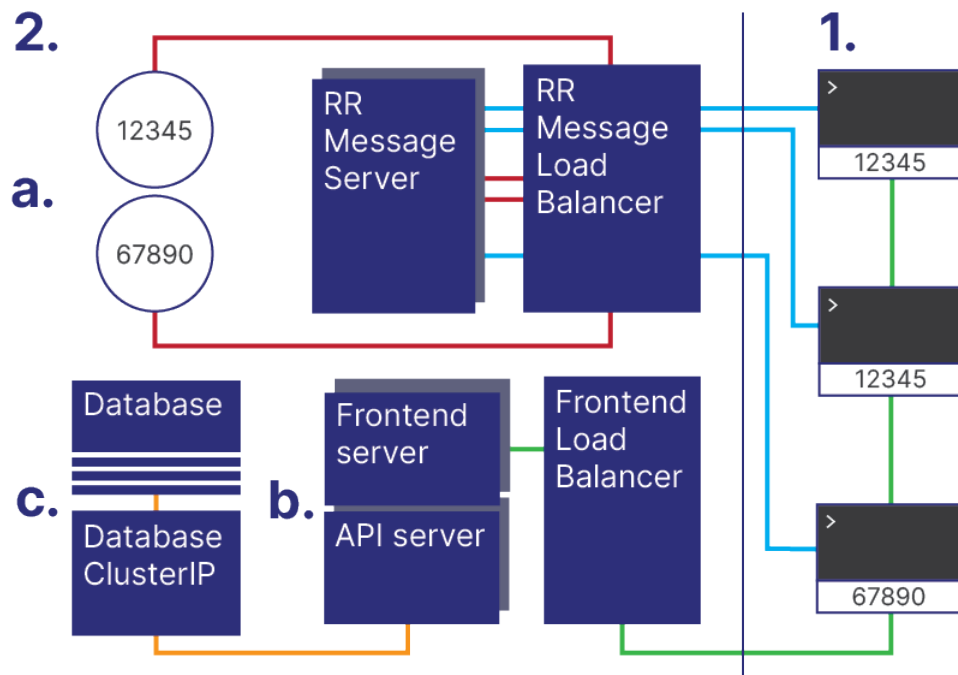 2.
1.
12345
67890
a.
RR
Message
Server
RR
Message
Load
Balancer
>
12345
>
12345
>
67890
Database
c.
Database
ClusterIP
b.
Frontend
server
API server
Frontend
Load
Balancer